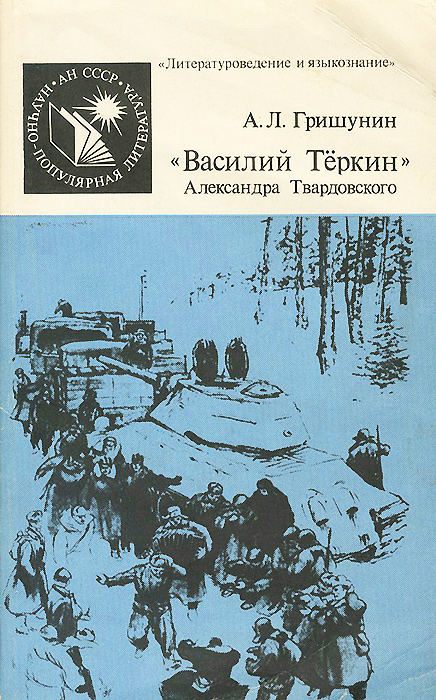 АН СССР
НАУЧНО-ПОПУЛЯРНАЯ ЛИТЕРАТУРА
«Литературоведение и языкознание»
А. Л. Гришунин
«Василий Тёркин»
Александра Твардовского